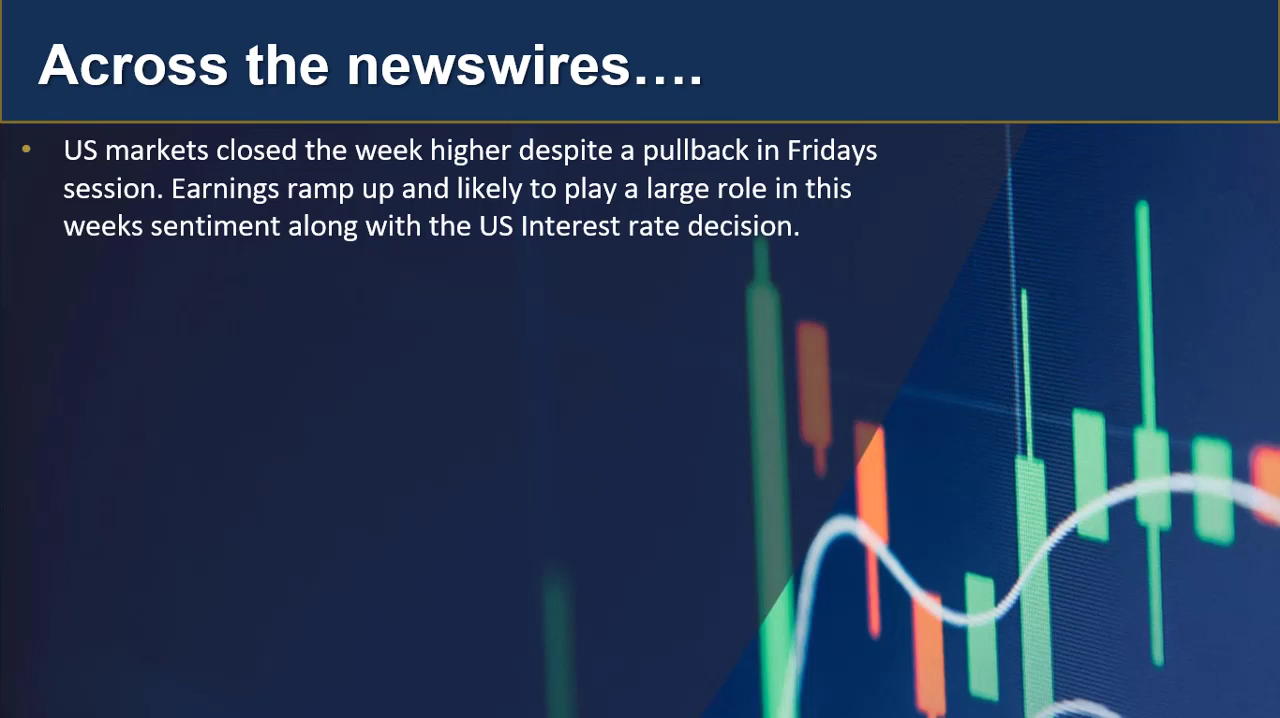 Across the newswires….
• US markets closed the week higher despite a pullback in Fridays
session. Earnings ramp up and likely to play a large role in this
weeks sentiment along with the US Interest rate decision.